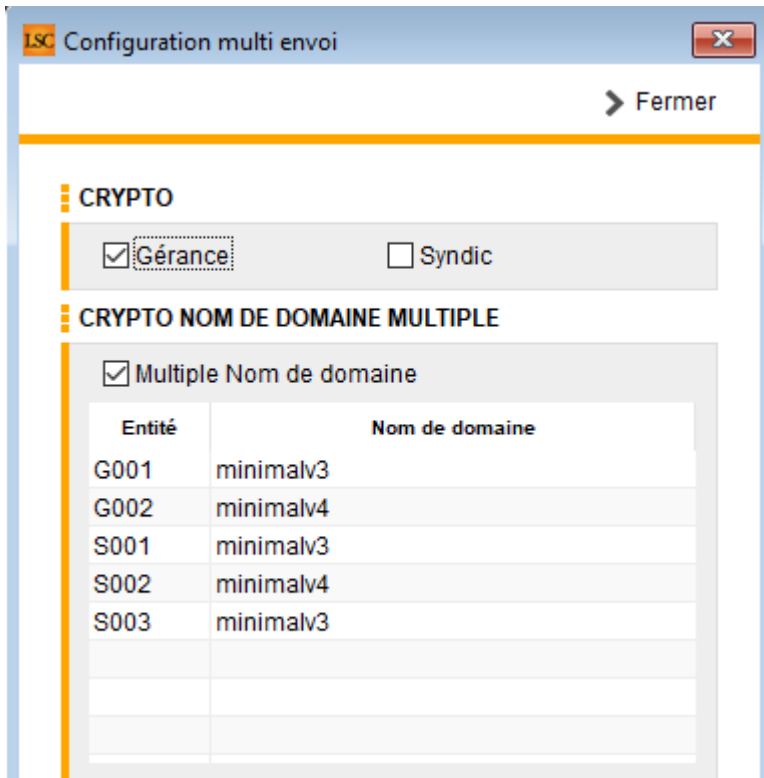 LSC Configuration multi envoi
Fermer
CRYPTO
Gérance Syndic
CRYPTO NOM DE DOMAINE MULTIPLE
Multiple Nom de domaine
Entité Nom de domaine
G001 minimalv3
G002 minimalv4
S001 minimalv3
S002 minimalv4
S003 minimalv3